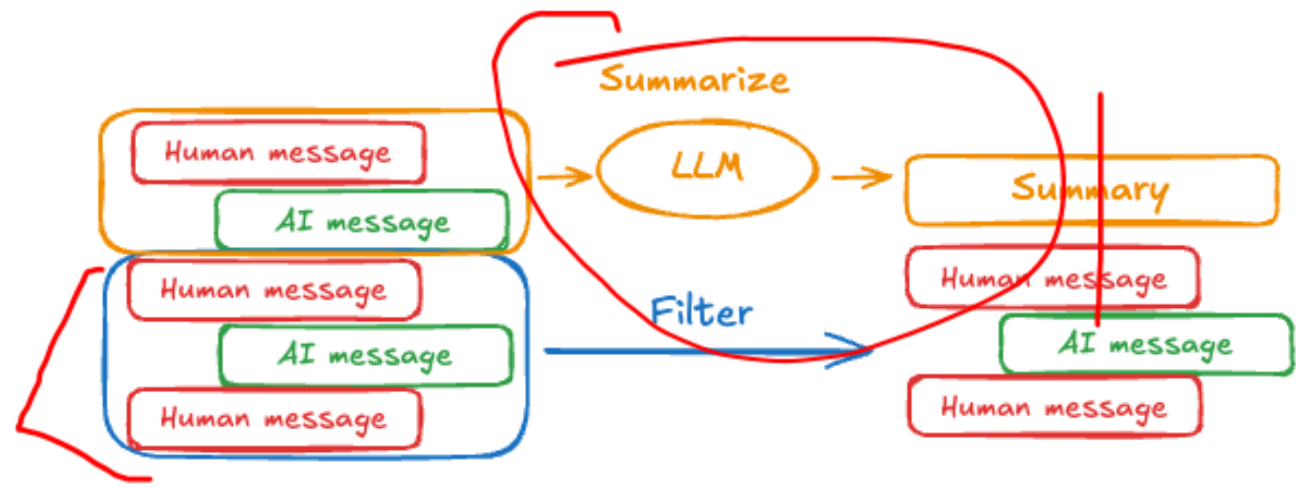 Summarize
Human message
LLM
AI message
Summary
Human message
AI message
Human message
Filter
Human message
AI message
Human message